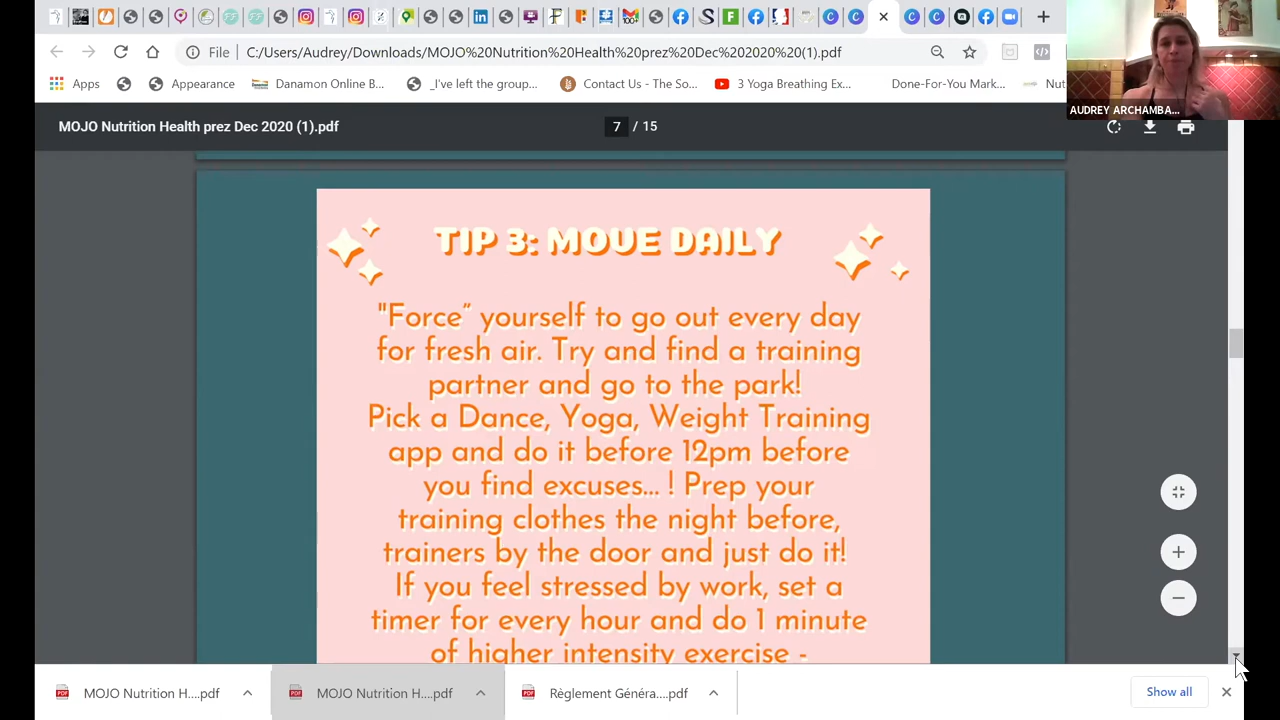 File
C:/Users/Audrey/Downloads/MOJO%20Nutrition%20Health%20prez%20Dec%202020%20(1).pdf
AUDREY ARCHAMBA...
Apps
Appearance
Danamon Online B...
_I've left the group...
Contact Us - The So...
3 Yoga Breathing Ex...
Done-For-You Mark...
Nut
MOJO Nutrition Health prez Dec 2020 (1).pdf
7 / 15
TIP 3: MOVE DAILY
"Force” yourself to go out every day
for fresh air. Try and find a training
partner and go to the park!
Pick a Dance, Yoga, Weight Training
app and do it before 12pm before
you find excuses... ! Prep your
training clothes the night before,
trainers by the door and just do it!
If you feel stressed by work, set a
timer for every hour and do 1 minute
of higher intensity exercise -
MOJO Nutrition H....pdf
MOJO Nutrition H....pdf
Règlement Généra....pdf
Show all